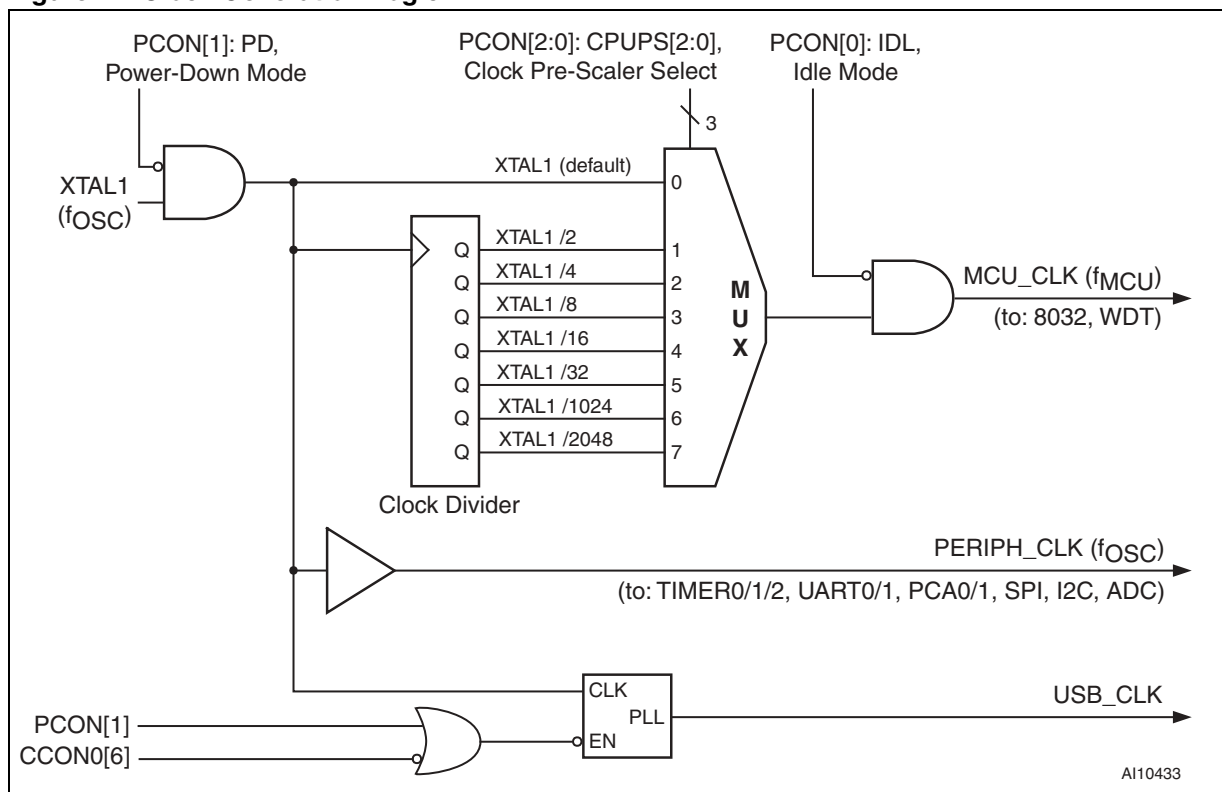 PCON[1]: PD,
Power-Down Mode
PCON[2:0]: CPUPS[2:0],
Clock Pre-Scaler Select
PCON[0]: IDL,
Idle Mode
3
XTAL1
(fOSC)
XTAL1 (default)
0
Q XTAL1 /2 1
Q XTAL1 /4 2
Q XTAL1 /8 3
Q XTAL1 /16 4
Q XTAL1 /32 5
Q XTAL1 /1024 6
Q XTAL1 /2048 7
M
U
X
Clock Divider
MCU_CLK (fMCU)
(to: 8032, WDT)
PERIPH_CLK (fOSC)
(to: TIMER0/1/2, UART0/1, PCA0/1, SPI, I2C, ADC)
CLK
PLL
EN
USB_CLK
PCON[1]
CCON0[6]
AI10433